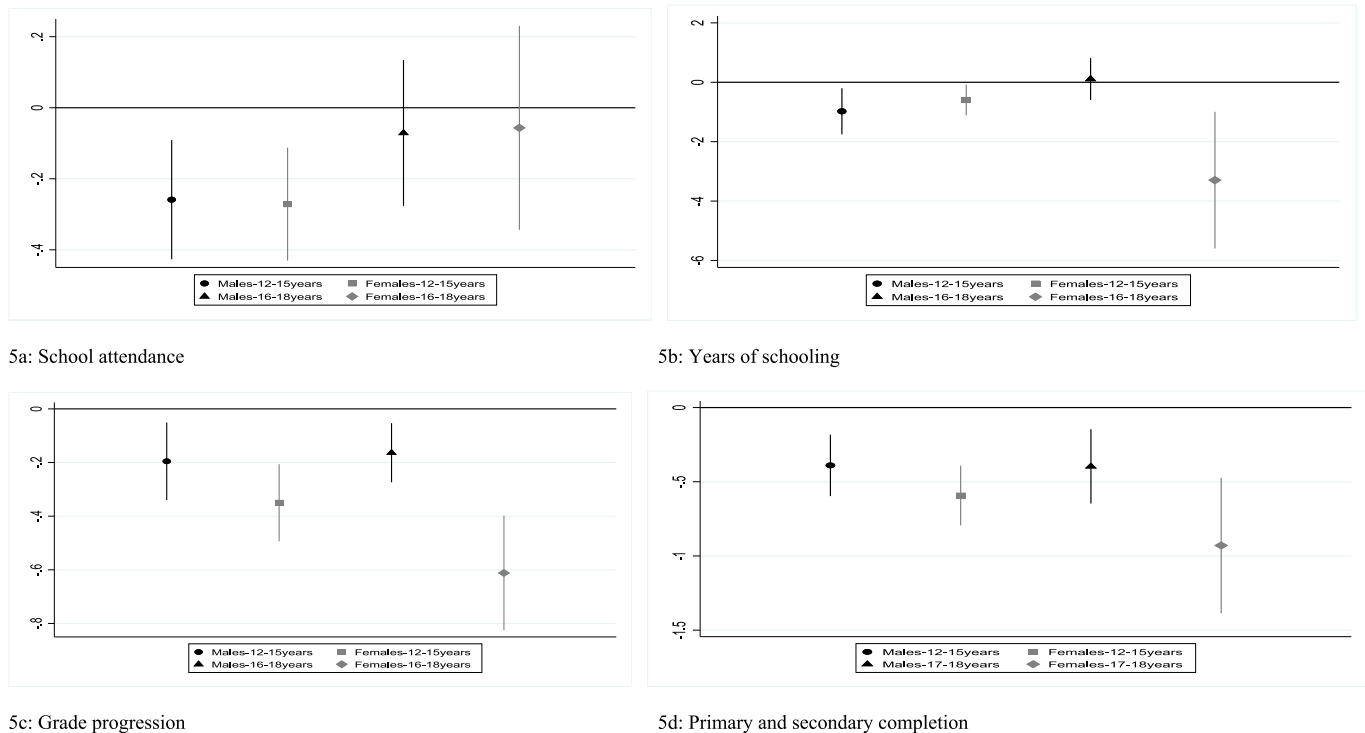 .2
0
-.2
-.4
Males-12-15years Females-12-15years
Males-16-18years Females-16-18years
5a: School attendance
2
0
-2
-4
-6
Males-12-15years Females-12-15years
Males-16-18years Females-16-18years
5b: Years of schooling
0
-.2
-.4
-.6
-.8
Males-12-15years Females-12-15years
Males-16-18years Females-16-18years
5c: Grade progression
0
-.5
-1
-1.5
Males-12-15years Females-12-15years
Males-17-18years Females-17-18years
5d: Primary and secondary completion